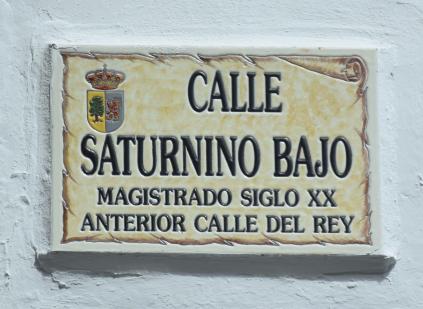 CALLE
SATURNINO BAJO
MAGISTRADO SIGLO XX
ANTERIOR CALLE DEL REY